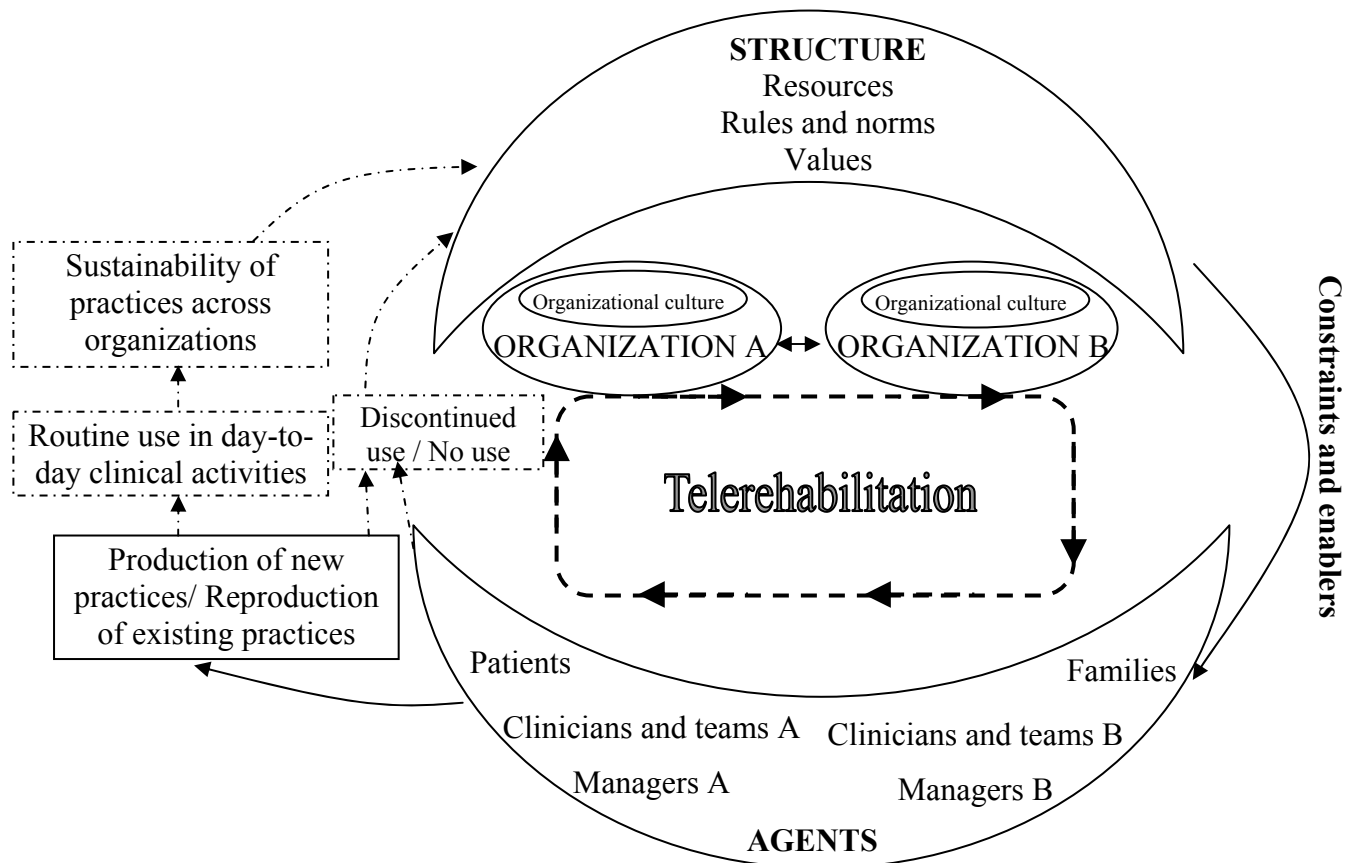 STRUCTURE
Resources
Rules and norms
Values
Sustainability of
practices across
organizations
Organizational culture
ORGANIZATION A
Organizational culture
ORGANIZATION B
Constraints and enablers
Routine use in day-to-
day clinical activities
Discontinued
use / No use
Telerehabilitation
Production of new
practices/ Reproduction
of existing practices
Patients
Families
Clinicians and teams A
Clinicians and teams B
Managers A
Managers B
AGENTS